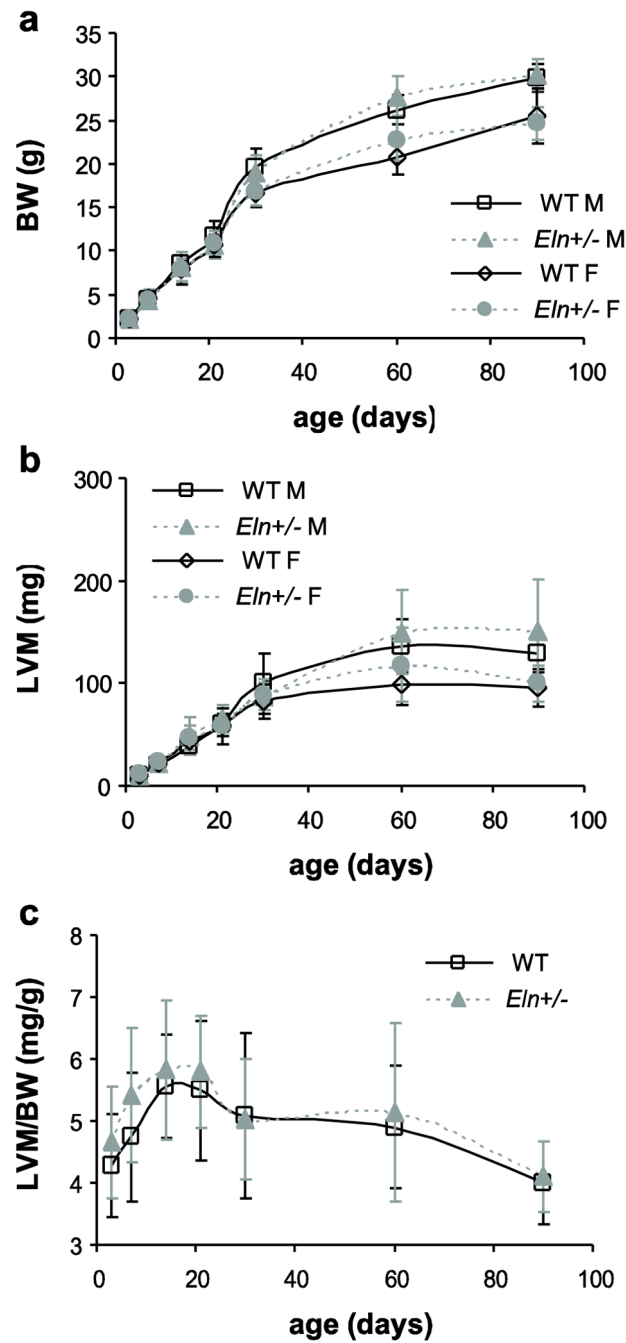 a
35
30
25
20
15
10
5
0
BW (g)
WT M
Eln+/- M
WT F
Eln+/- F
0 20 40 60 80 100
age (days)
b
300
200
100
0
LVM (mg)
WT M
Eln+/- M
WT F
Eln+/- F
0 20 40 60 80 100
age (days)
c
8
7
6
5
4
3
LVM/BW (mg/g)
WT
Eln+/-
0 20 40 60 80 100
age (days)